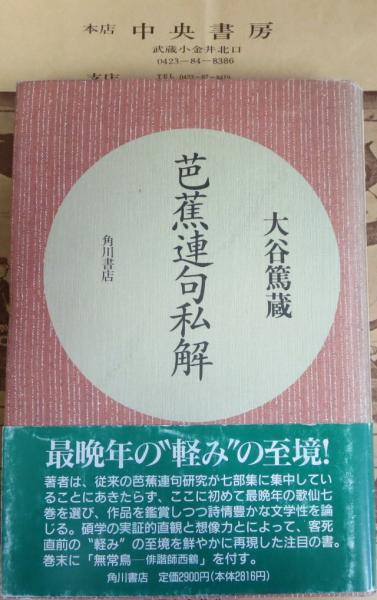 本店 中央書房
武蔵小金井北口
0423-84-8386
支店
大谷篤蔵
芭蕉連句私解
角川書店
最晩年の〝軽み〟の至境!
著者は、従来の芭蕉連句研究が七部集に集中してい
ることにあきたらず、ここに初めて最晩年の歌仙七
巻を選び、作品を鑑賞しつつ詩情豊かな文学性を論
じる。碩学の実証的直観と想像力とによって、客死
直前の〝軽み〟の至境を鮮やかに再現した注目の書。
巻末に「無常鳥─俳諧師西鶴」を付す。
角川書店 定価2900円(本体2816円)